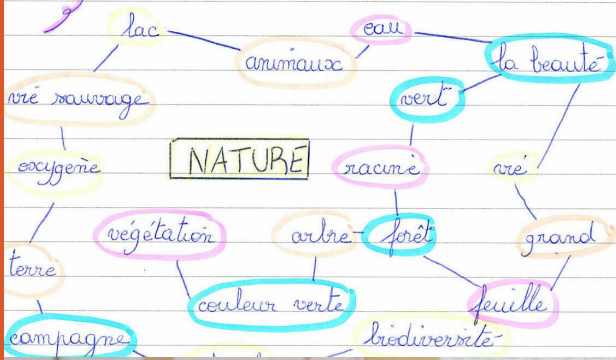 lac
eau
animaux
la beauté
vie sauvage
vert
oxygène
NATURE
racine
vie
végétation
arbre
forêt
grand
terre
couleur verte
feuille
campagne
biodiversité